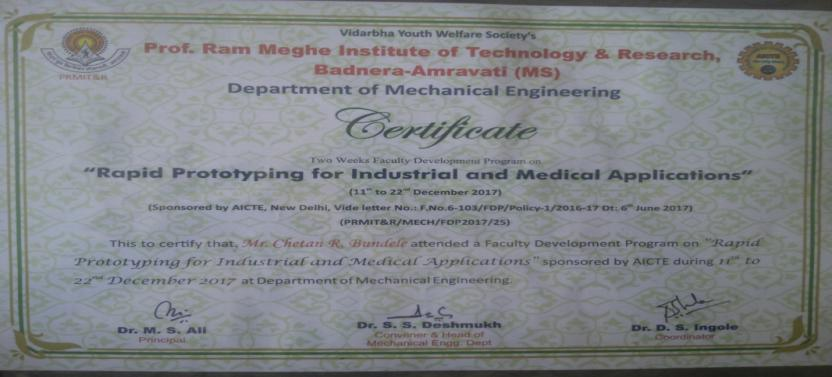 Vidarbha Youth Welfare Society's
Prof. Ram Meghe Institute of Technology & Research,
Badnera-Amravati (MS)
PRMIT&R
Department of Mechanical Engineering
Certificate
Two Weeks Faculty Development Program on
"Rapid Prototyping for Industrial and Medical Applications"
(11th to 22nd December 2017)
(Sponsored by AICTE, New Delhi, Vide letter No.: F.No.6-103/FDP/Policy-1/2016-17 Dt: 6th June 2017)
(PRMIT&R/MECH/FDP2017/25)
This to certify that, Mr. Chetan R. Bundele attended a Faculty Development Program on "Rapid
Prototyping for Industrial and Medical Applications" sponsored by AICTE during 11th to
22nd December 2017 at Department of Mechanical Engineering.
Dr. M. S. Ali
Principal
Dr. S. S. Deshmukh
Convener & Head of
Mechanical Engg. Dept
Dr. D. S. Ingole
Coordinator